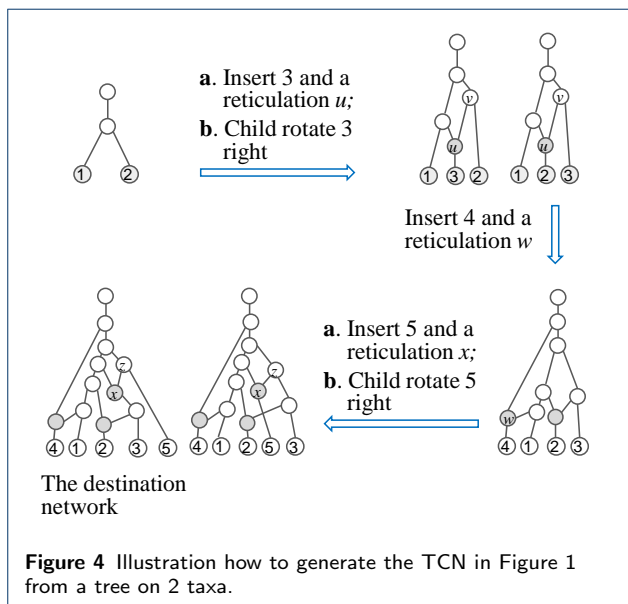 a. Insert 3 and a
reticulation u;
b. Child rotate 3
right
v
u
1 3 2
v
u
1 2 3
1 2
Insert 4 and a
reticulation w
a. Insert 5 and a
reticulation x;
b. Child rotate 5
right
z
x
4 1 2 3 5
z
x
4 1 2 5 3
w
4 1 2 3
The destination
network
Figure 4 Illustration how to generate the TCN in Figure 1
from a tree on 2 taxa.